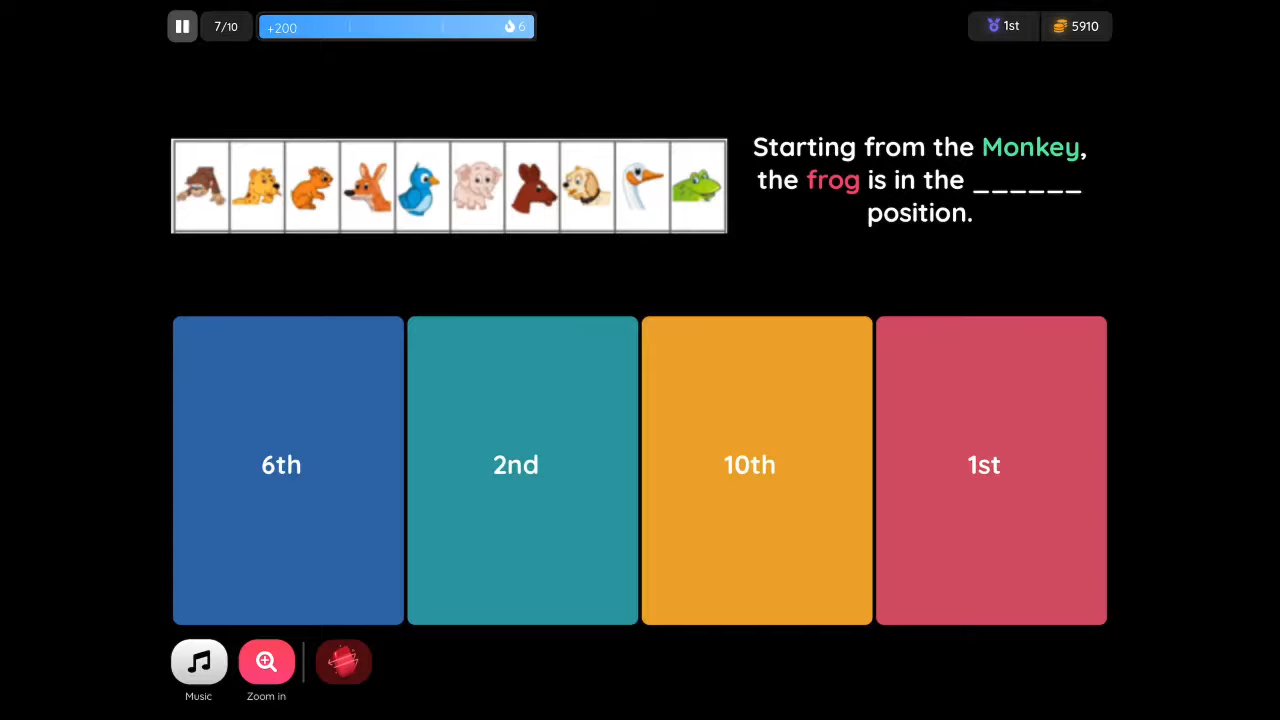 7/10
+200
6
1st
5910
Starting from the Monkey,
the frog is in the ______
position.
6th
2nd
10th
1st
Music
Zoom in